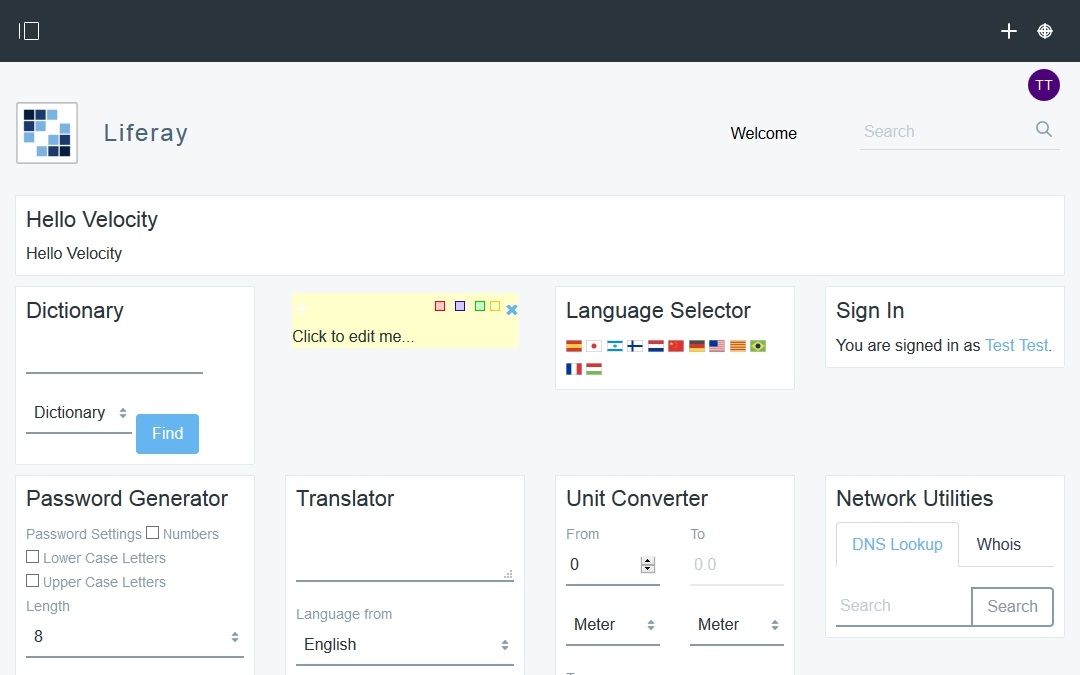 TT
Liferay
Welcome
Search
Hello Velocity
Hello Velocity
Dictionary
Dictionary
Find
Click to edit me...
Language Selector
Sign In
You are signed in as Test Test.
Password Generator
Password Settings Numbers
Lower Case Letters
Upper Case Letters
Length
8
Translator
Language from
English
Unit Converter
From To
0 0.0
Meter Meter
Network Utilities
DNS Lookup Whois
Search Search